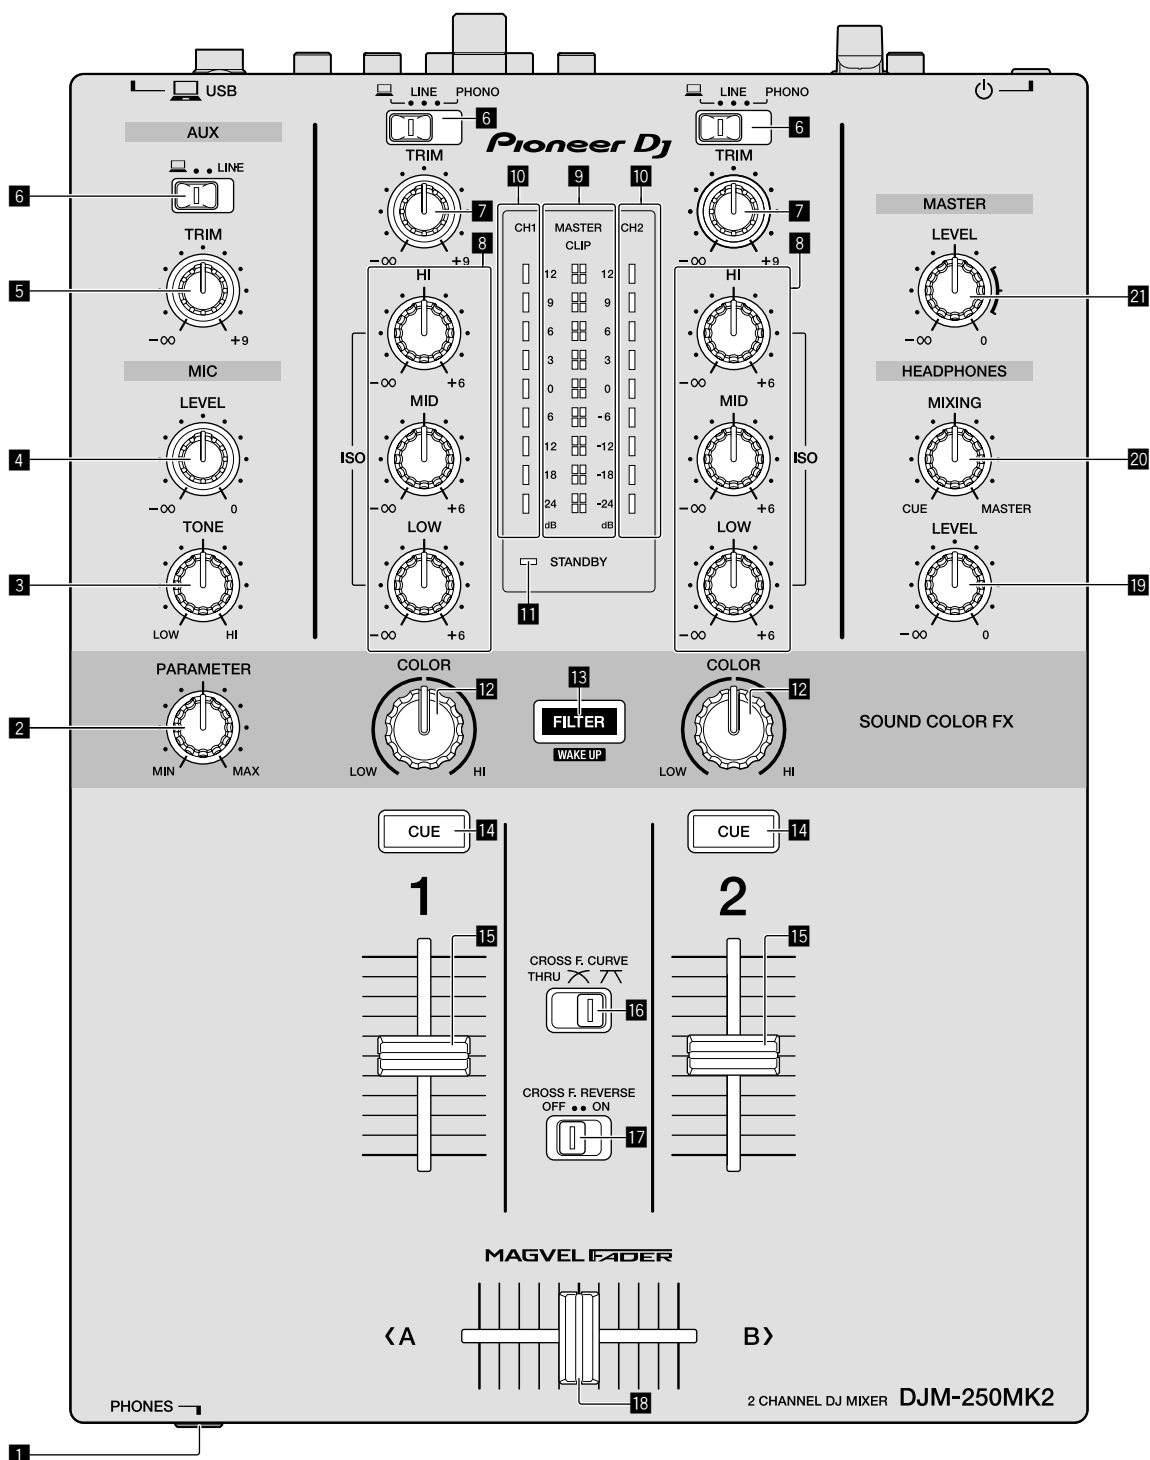 USB
LINE PHONO
LINE PHONO
6
6
AUX
Pioneer Dj
LINE
6
TRIM
TRIM
10 9 10
7
7
MASTER
CH1 MASTER CH2
CLIP
8
8
TRIM
LEVEL
-∞ +9
-∞ +9
HI
HI
12 12
5
21
9 9
6 6
-∞ +9
-∞ 0
3 3
MIC
HEADPHONES
-∞ +6
-∞ +6
0 0
LEVEL
MID
MID
MIXING
6 -6
12 -12
4
ISO
ISO
20
18 -18
-∞ 0
-∞ +6
-∞ +6
CUE MASTER
24 -24
dB dB
TONE
LOW
LOW
LEVEL
STANDBY
3
11
19
LOW HI
-∞ +6
-∞ +6
-∞ 0
PARAMETER
COLOR
COLOR
13
12
12
2
FILTER
SOUND COLOR FX
WAKE UP
MIN MAX
LOW HI
LOW HI
CUE 14
CUE 14
1
2
15
15
CROSS F. CURVE
THRU
16
CROSS F. REVERSE
OFF ON
17
MAGVEL FADER
‹A
B›
18
2 CHANNEL DJ MIXER DJM-250MK2
PHONES
1